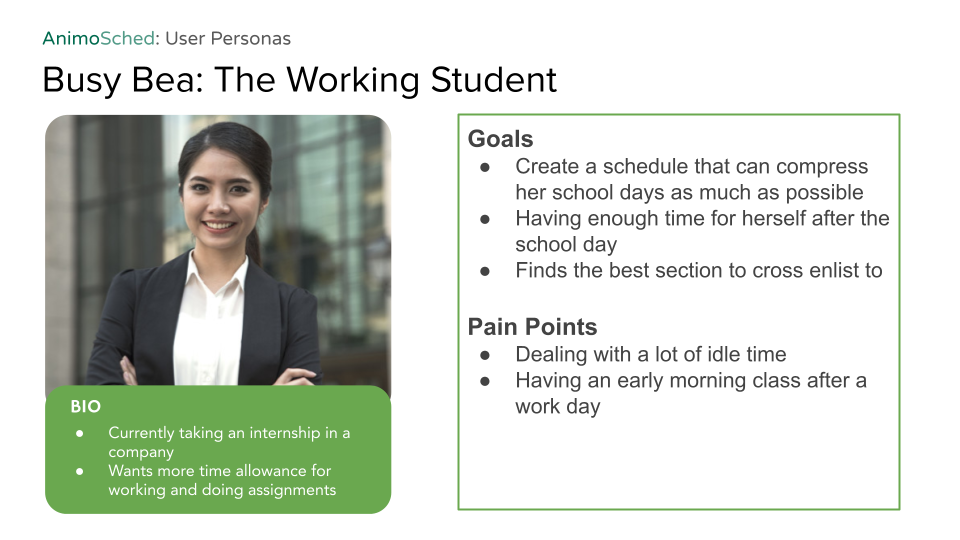 AnimoSched: User Personas
Busy Bea: The Working Student
BIO
● Currently taking an internship in a
company
● Wants more time allowance for
working and doing assignments
Goals
● Create a schedule that can compress
her school days as much as possible
● Having enough time for herself after the
school day
● Finds the best section to cross enlist to
Pain Points
● Dealing with a lot of idle time
● Having an early morning class after a
work day